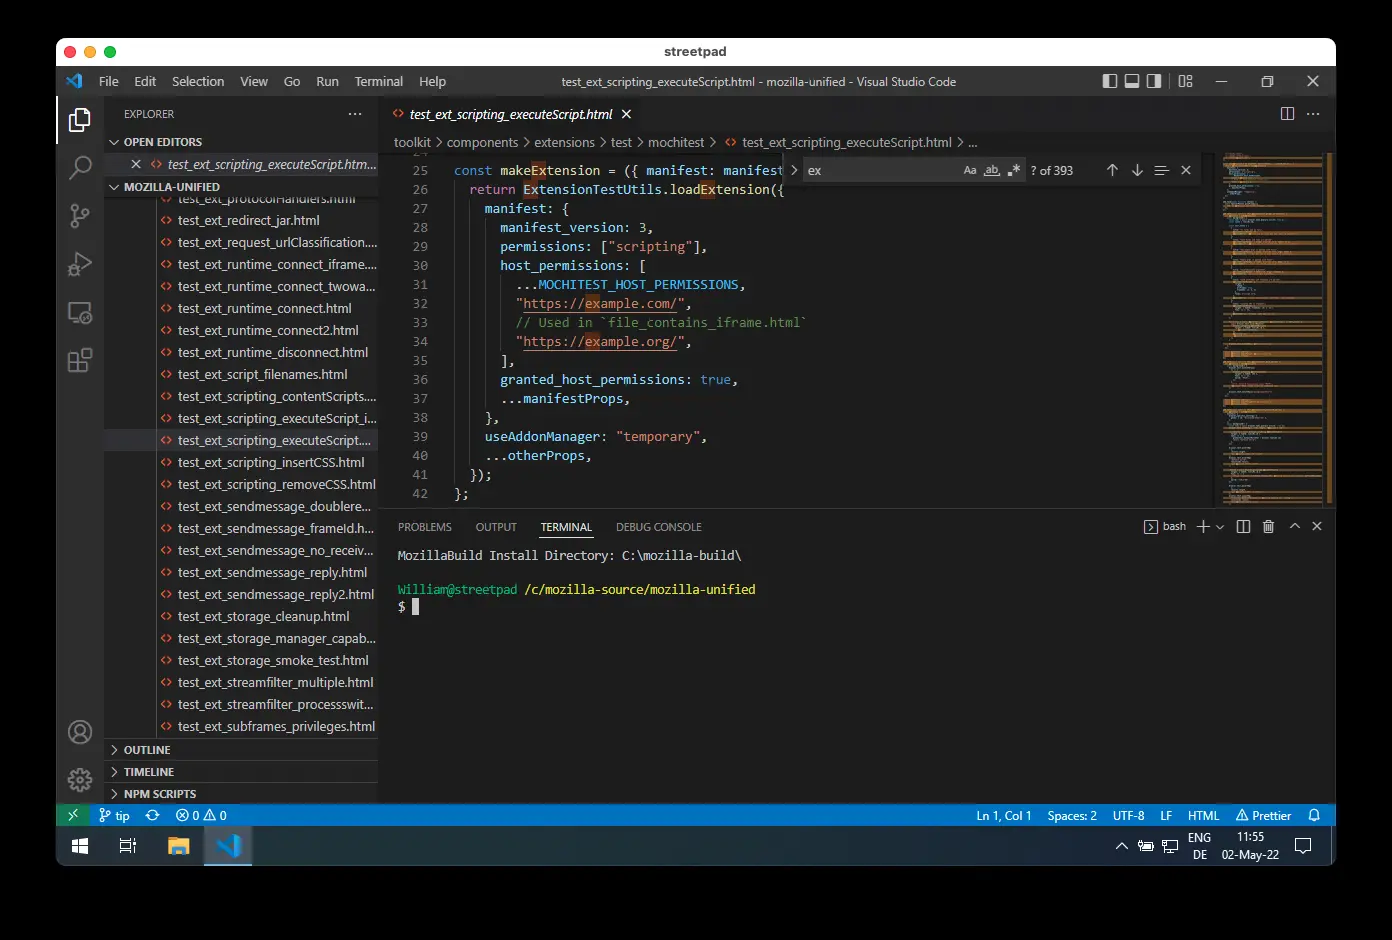 streetpad
File Edit Selection View Go Run Terminal Help
test_ext_scripting_executeScript.html - mozilla-unified - Visual Studio Code
EXPLORER
OPEN EDITORS
test_ext_scripting_executeScript.htm...
MOZILLA-UNIFIED
test_ext_protocolHandlers.html
test_ext_redirect_jar.html
test_ext_request_urlClassification....
test_ext_runtime_connect_iframe....
test_ext_runtime_connect_twowa...
test_ext_runtime_connect.html
test_ext_runtime_connect2.html
test_ext_runtime_disconnect.html
test_ext_script_filenames.html
test_ext_scripting_contentScripts....
test_ext_scripting_executeScript_i...
test_ext_scripting_executeScript....
test_ext_scripting_insertCSS.html
test_ext_scripting_removeCSS.html
test_ext_sendmessage_doublere...
test_ext_sendmessage_frameId.h...
test_ext_sendmessage_no_receiv...
test_ext_sendmessage_reply.html
test_ext_sendmessage_reply2.html
test_ext_storage_cleanup.html
test_ext_storage_manager_capab...
test_ext_storage_smoke_test.html
test_ext_streamfilter_multiple.html
test_ext_streamfilter_processswit...
test_ext_subframes_privileges.html
OUTLINE
TIMELINE
NPM SCRIPTS
test_ext_scripting_executeScript.html
toolkit > components > extensions > test > mochitest > test_ext_scripting_executeScript.html > ...
ex Aa ab ? of 393
24
25 const makeExtension = ({ manifest: manifest
26 return ExtensionTestUtils.loadExtension({
27 manifest: {
28 manifest_version: 3,
29 permissions: ["scripting"],
30 host_permissions: [
31 ...MOCHITEST_HOST_PERMISSIONS,
32 "https://example.com/",
33 // Used in `file_contains_iframe.html`
34 "https://example.org/",
35 ],
36 granted_host_permissions: true,
37 ...manifestProps,
38 },
39 useAddonManager: "temporary",
40 ...otherProps,
41 });
42 };
PROBLEMS OUTPUT TERMINAL DEBUG CONSOLE
bash
MozillaBuild Install Directory: C:\mozilla-build\
William@streetpad /c/mozilla-source/mozilla-unified
$
tip 0 0
Ln 1, Col 1 Spaces: 2 UTF-8 LF HTML Prettier
ENG
DE
11:55
02-May-22